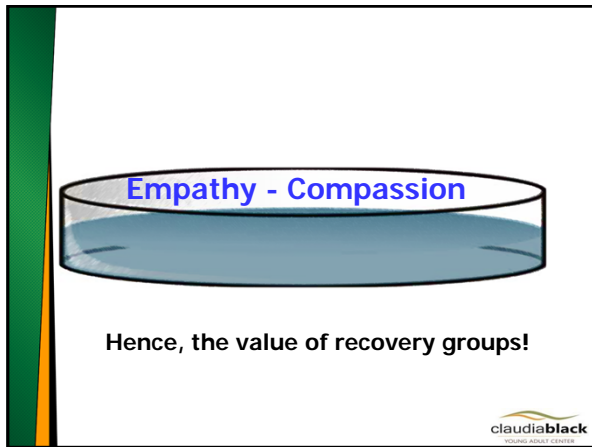 Empathy - Compassion
Hence, the value of recovery groups!
claudiablack
YOUNG ADULT CENTER